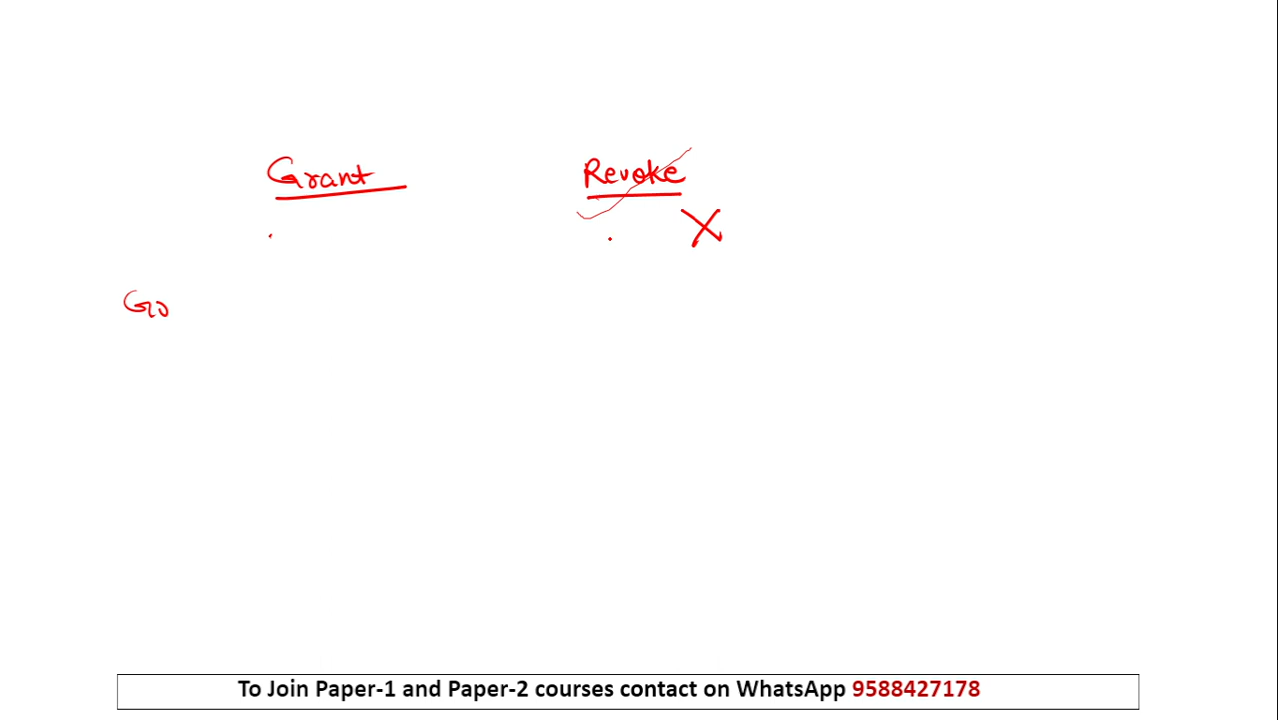 Grant Revoke
X
To Join Paper-1 and Paper-2 courses contact on WhatsApp 9588427178